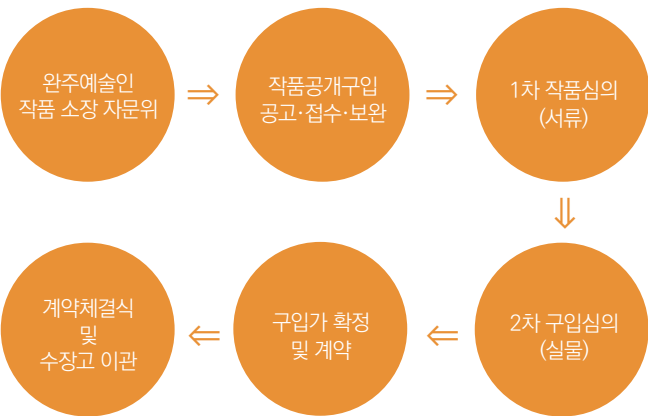 완주예술인
작품 소장 자문위
작품공개구입
공고·접수·보완
1차 작품심의
(서류)
2차 구입심의
(실물)
구입가 확정
및 계약
계약체결식
및
수장고 이관